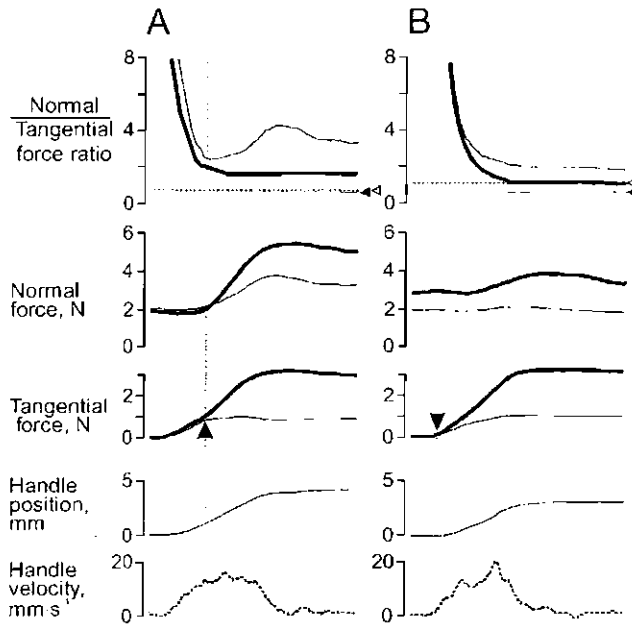 A
B
Normal
Tangential
force ratio
8
4
0
8
4
0
Normal
force, N
6
4
2
0
6
4
2
0
Tangential
force, N
2
0
2
0
Handle
position,
mm
5
0
5
0
Handle
velocity,
mm·s
20
0
20
0